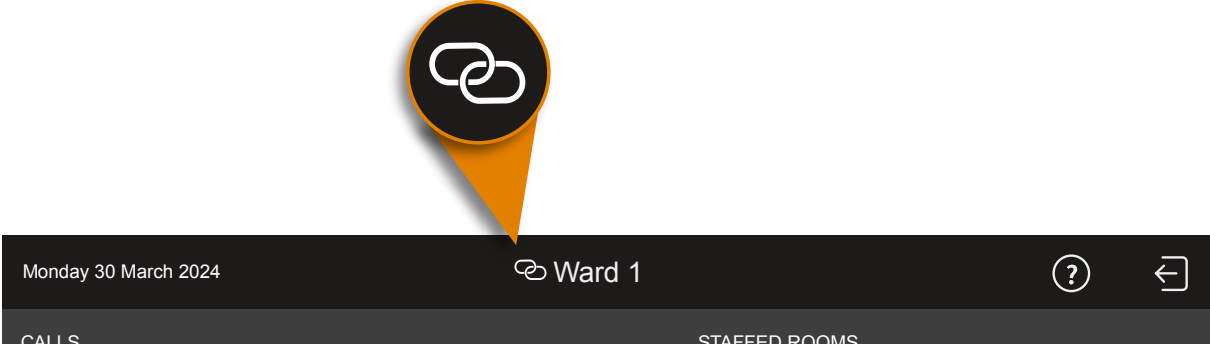 Monday 30 March 2024
Ward 1
?
CALLS
STAFFED ROOMS